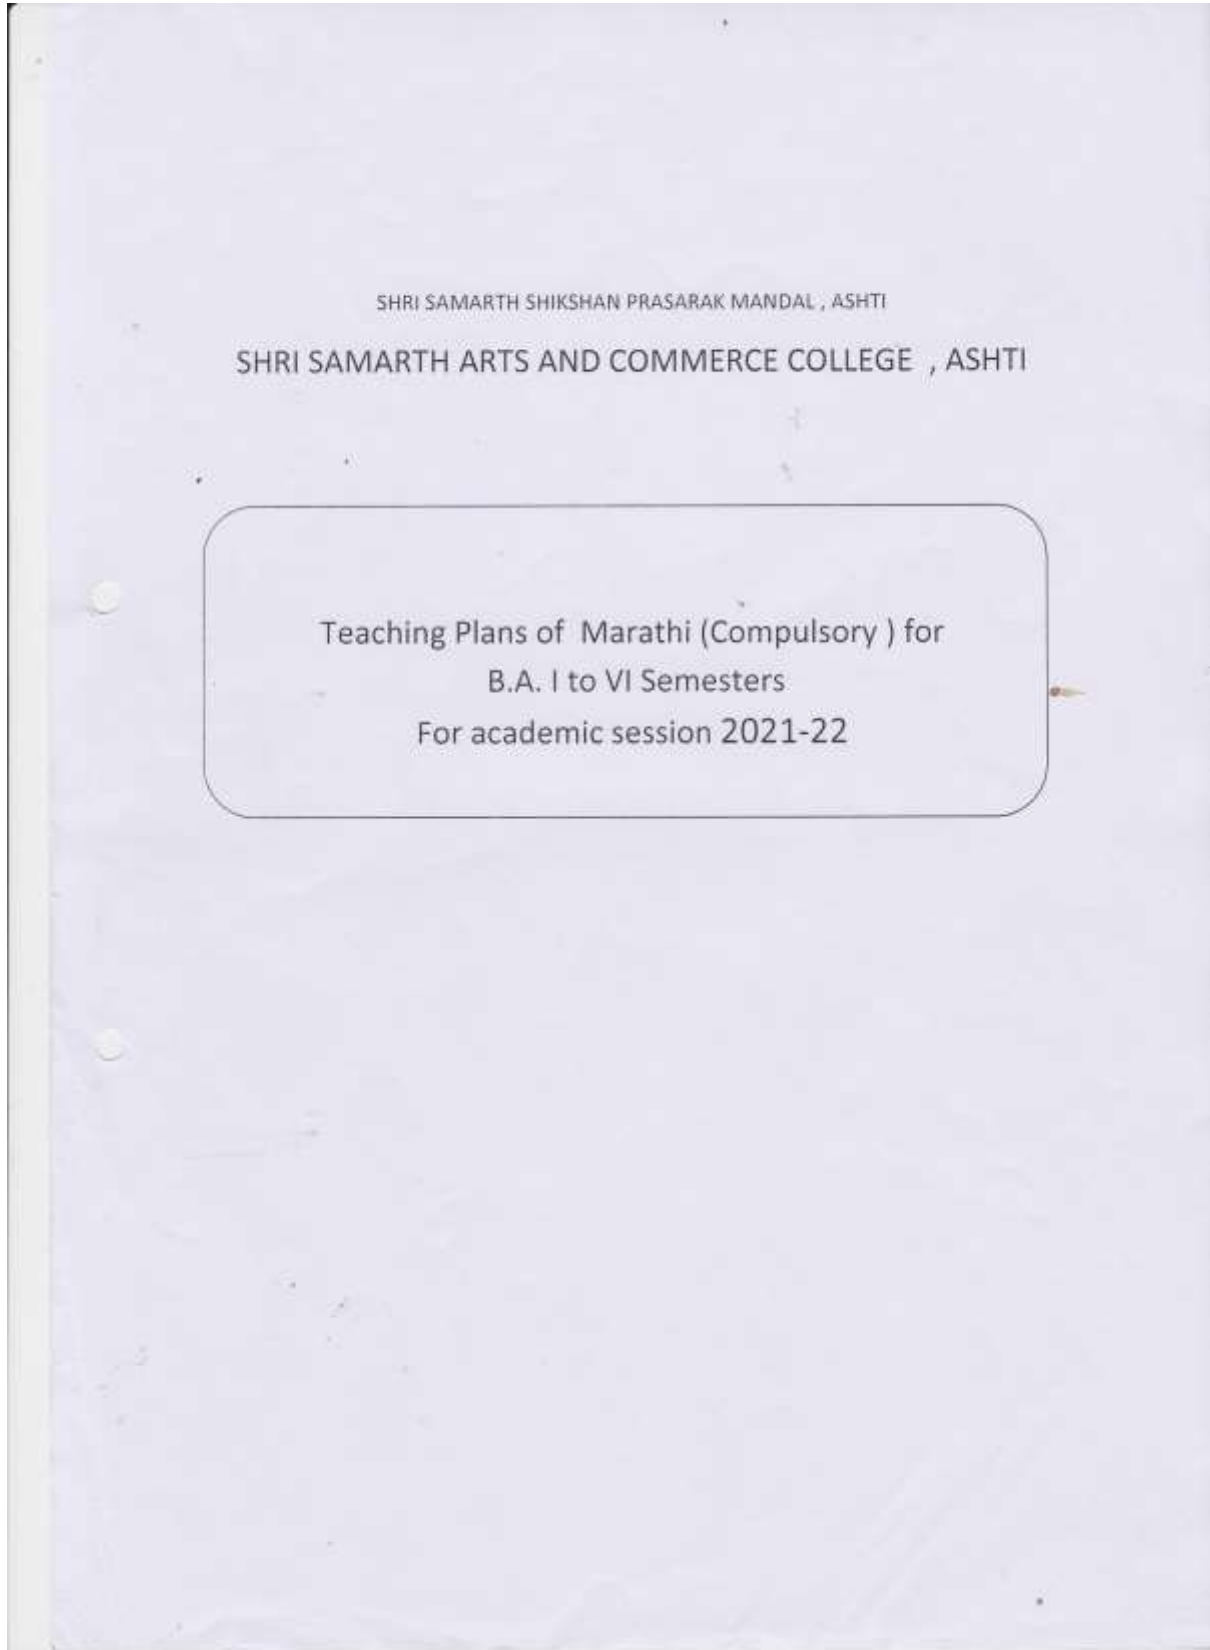 SHRI SAMARTH SHIKSHAN PRASARAK MANDAL , ASHTI
SHRI SAMARTH ARTS AND COMMERCE COLLEGE , ASHTI
Teaching Plans of Marathi (Compulsory ) for
B.A. I to VI Semesters
For academic session 2021-22